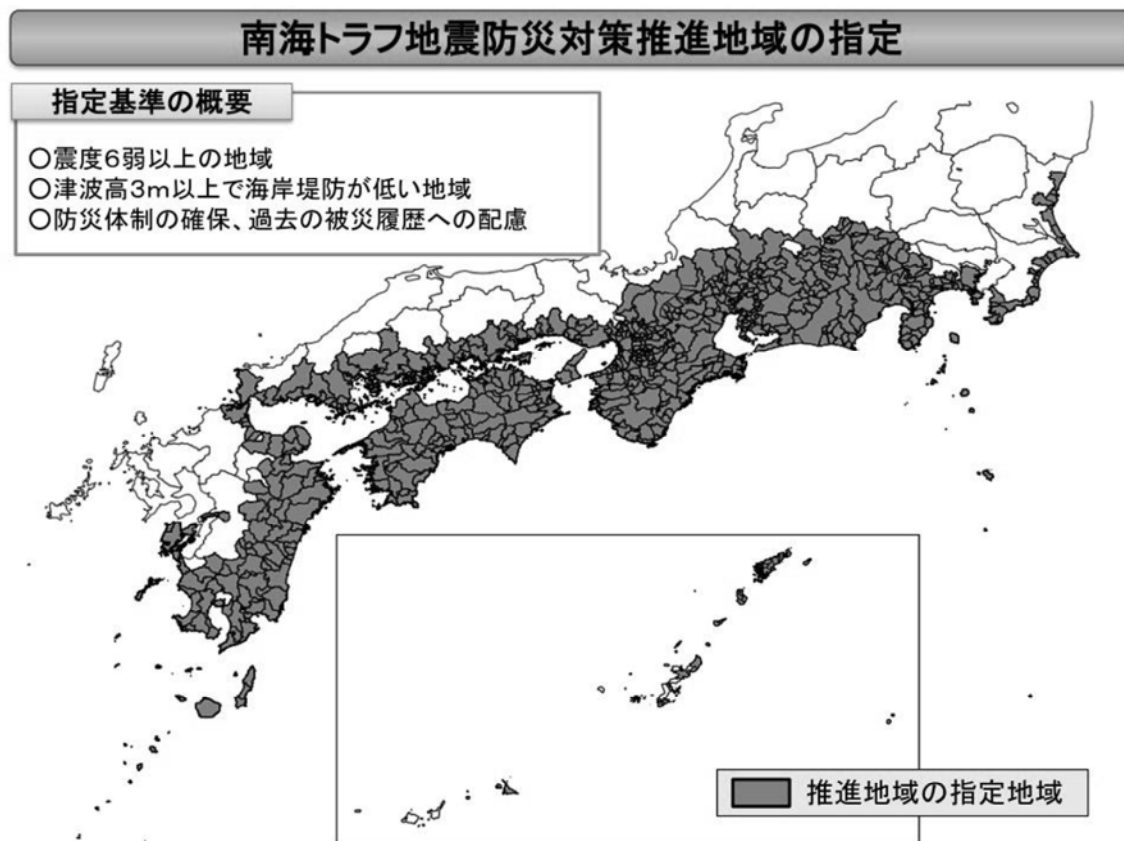 南海トラフ地震防災対策推進地域の指定
指定基準の概要
○震度6弱以上の地域
○津波高3m以上で海岸堤防が低い地域
○防災体制の確保、過去の被災履歴への配慮
推進地域の指定地域